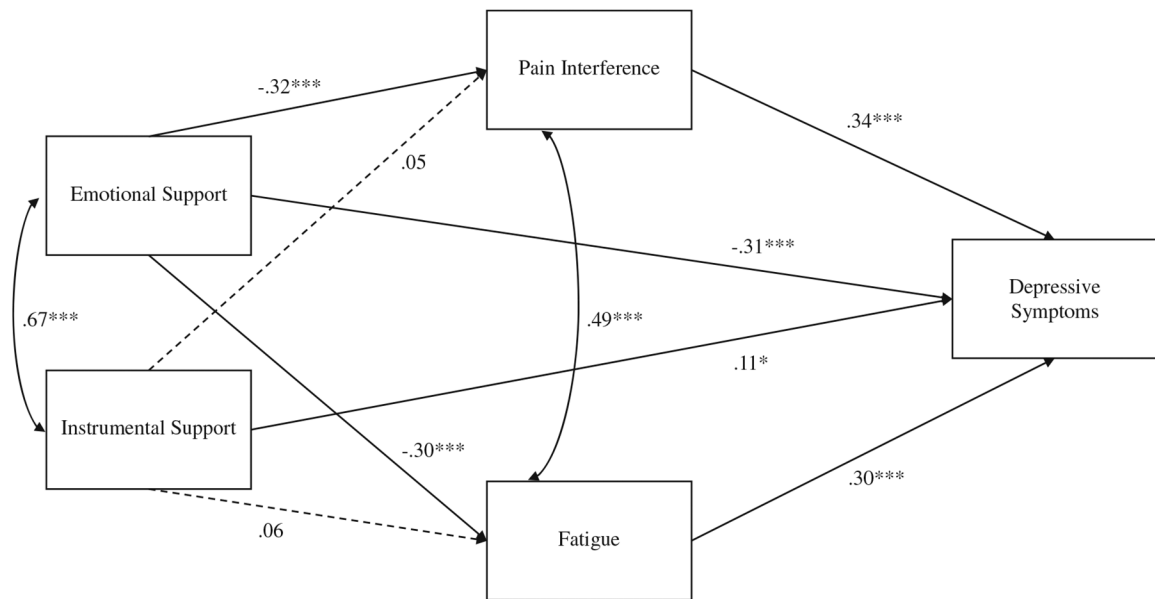 Pain Interference
-.32***
.34***
.05
Emotional Support
-.31***
Depressive
Symptoms
.67***
.49***
.11*
Instrumental Support
-.30***
.30***
.06
Fatigue